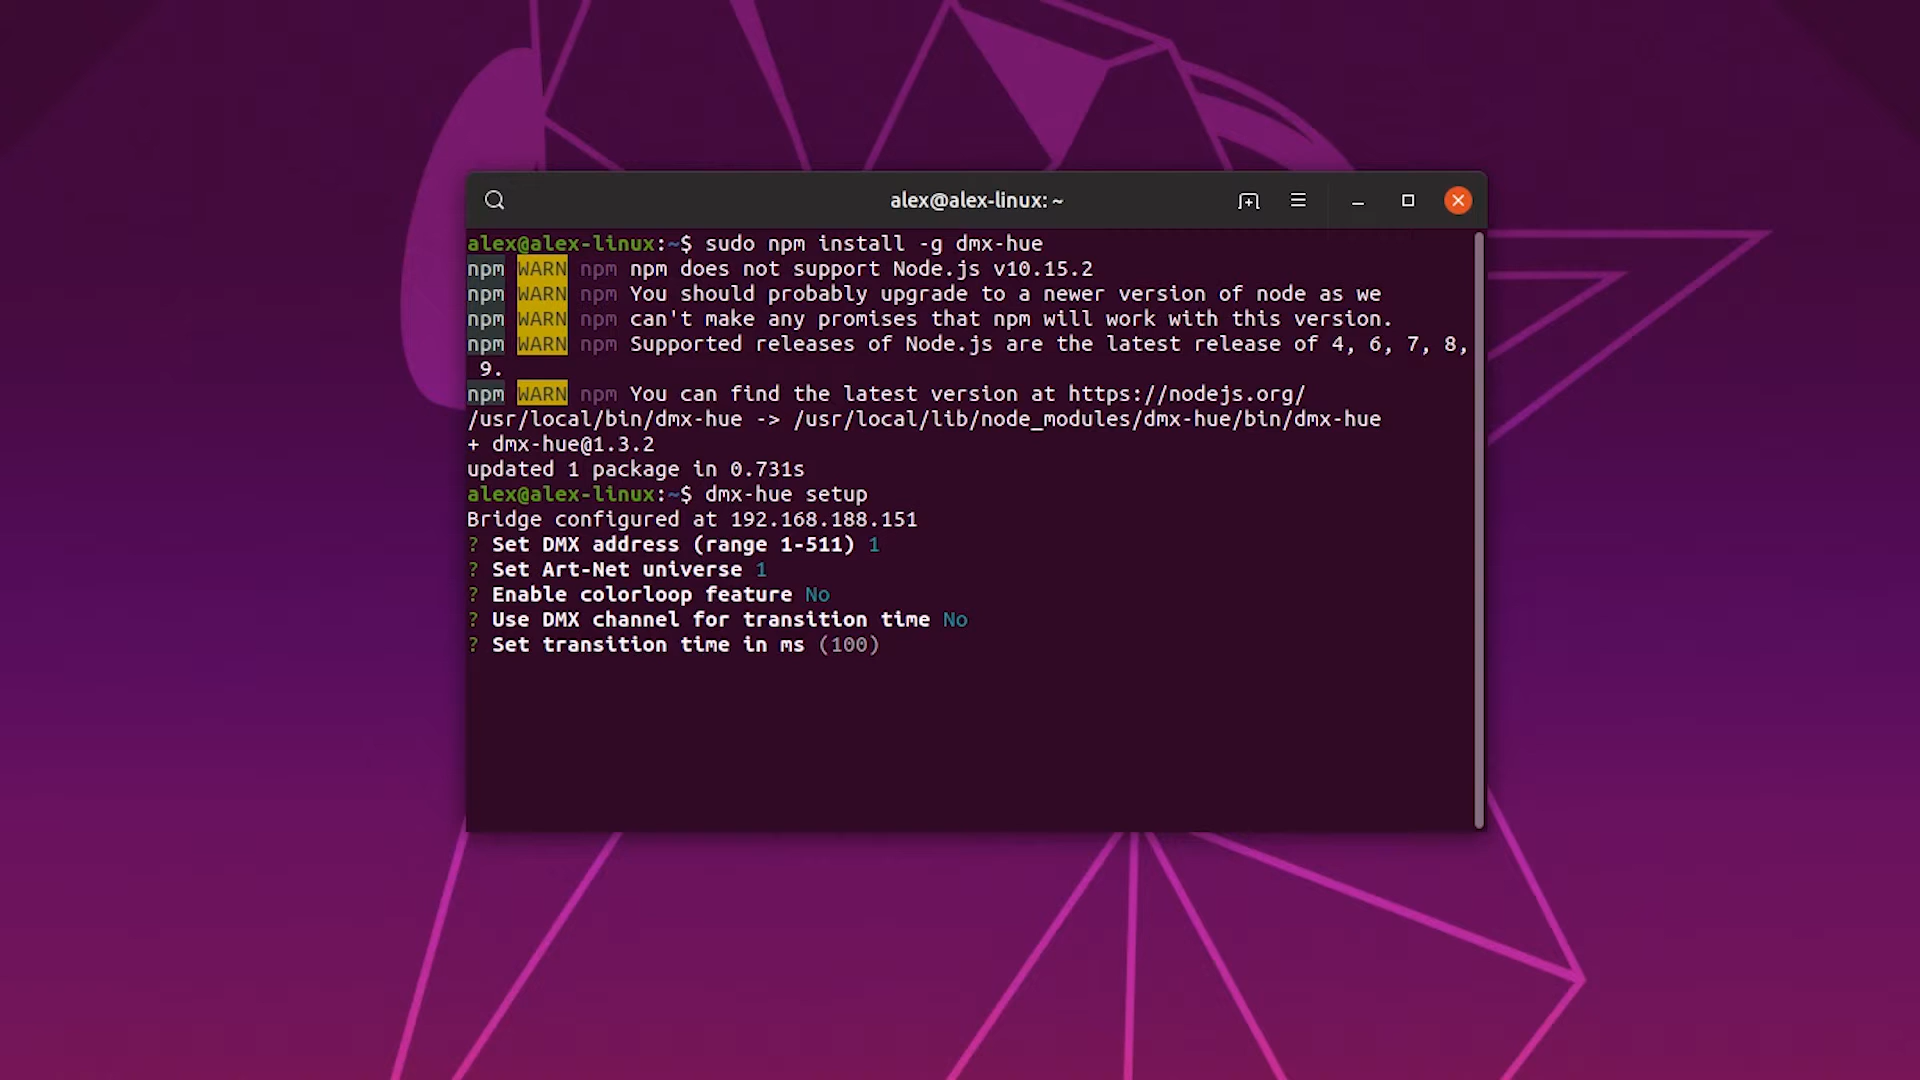 alex@alex-linux: ~
alex@alex-linux:~$ sudo npm install -g dmx-hue
npm WARN npm npm does not support Node.js v10.15.2
npm WARN npm You should probably upgrade to a newer version of node as we
npm WARN npm can't make any promises that npm will work with this version.
npm WARN npm Supported releases of Node.js are the latest release of 4, 6, 7, 8,
9.
npm WARN npm You can find the latest version at https://nodejs.org/
/usr/local/bin/dmx-hue -> /usr/local/lib/node_modules/dmx-hue/bin/dmx-hue
+ dmx-hue@1.3.2
updated 1 package in 0.731s
alex@alex-linux:~$ dmx-hue setup
Bridge configured at 192.168.188.151
? Set DMX address (range 1-511) 1
? Set Art-Net universe 1
? Enable colorloop feature No
? Use DMX channel for transition time No
? Set transition time in ms (100)